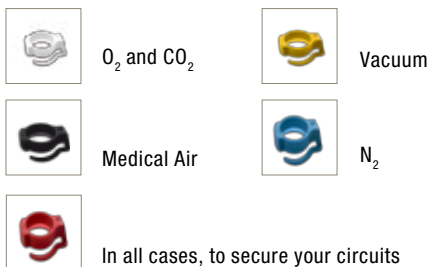 O₂ and CO₂
Vacuum
Medical Air
N₂
In all cases, to secure your circuits